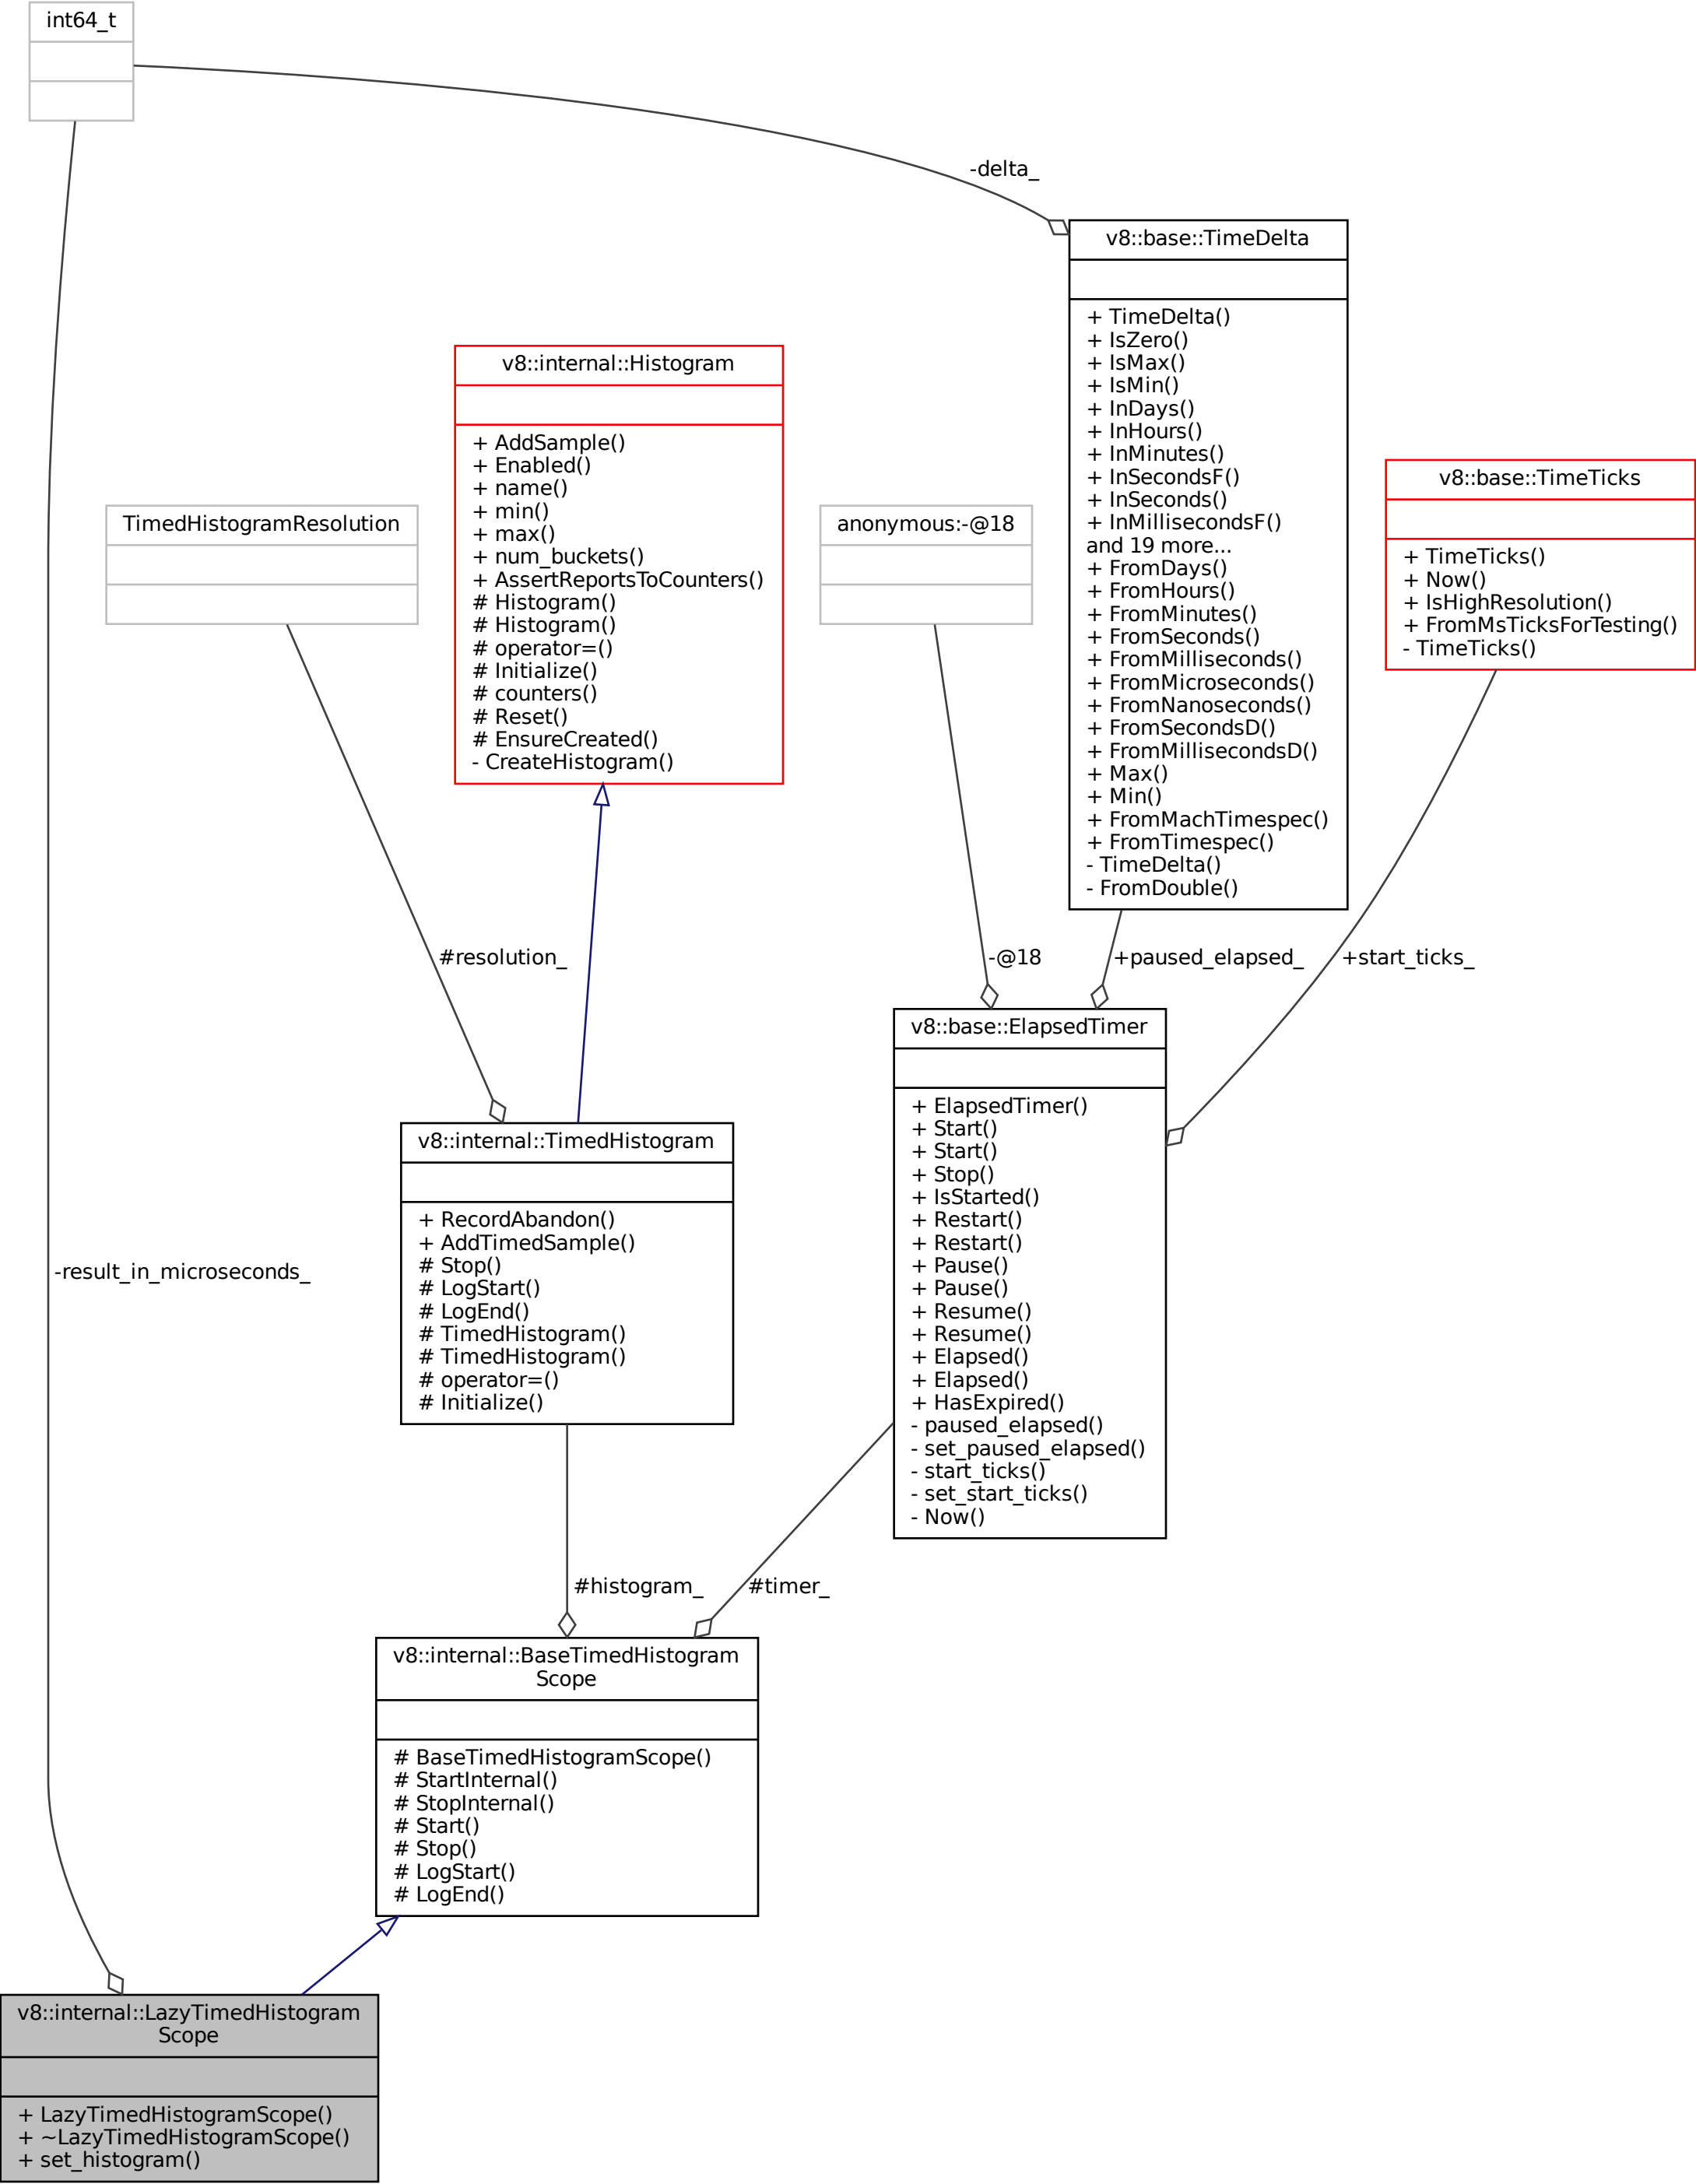 int64_t
-delta_
v8::base::TimeDelta
+ TimeDelta()
+ IsZero()
+ IsMax()
+ IsMin()
+ InDays()
+ InHours()
+ InMinutes()
+ InSecondsF()
+ InSeconds()
+ InMillisecondsF()
and 19 more...
+ FromDays()
+ FromHours()
+ FromMinutes()
+ FromSeconds()
+ FromMilliseconds()
+ FromMicroseconds()
+ FromNanoseconds()
+ FromSecondsD()
+ FromMillisecondsD()
+ Max()
+ Min()
+ FromMachTimespec()
+ FromTimespec()
- TimeDelta()
- FromDouble()
v8::internal::Histogram
+ AddSample()
+ Enabled()
+ name()
+ min()
+ max()
+ num_buckets()
+ AssertReportsToCounters()
# Histogram()
# Histogram()
# operator=()
# Initialize()
# counters()
# Reset()
# EnsureCreated()
- CreateHistogram()
v8::base::TimeTicks
+ TimeTicks()
+ Now()
+ IsHighResolution()
+ FromMsTicksForTesting()
- TimeTicks()
TimedHistogramResolution
anonymous:-@18
#resolution_
-@18
+paused_elapsed_
+start_ticks_
v8::base::ElapsedTimer
+ ElapsedTimer()
+ Start()
+ Start()
+ Stop()
+ IsStarted()
+ Restart()
+ Restart()
+ Pause()
+ Pause()
+ Resume()
+ Resume()
+ Elapsed()
+ Elapsed()
+ HasExpired()
- paused_elapsed()
- set_paused_elapsed()
- start_ticks()
- set_start_ticks()
- Now()
v8::internal::TimedHistogram
+ RecordAbandon()
+ AddTimedSample()
# Stop()
# LogStart()
# LogEnd()
# TimedHistogram()
# TimedHistogram()
# operator=()
# Initialize()
-result_in_microseconds_
#histogram_
#timer_
v8::internal::BaseTimedHistogram
Scope
# BaseTimedHistogramScope()
# StartInternal()
# StopInternal()
# Start()
# Stop()
# LogStart()
# LogEnd()
v8::internal::LazyTimedHistogram
Scope
+ LazyTimedHistogramScope()
+ ~LazyTimedHistogramScope()
+ set_histogram()